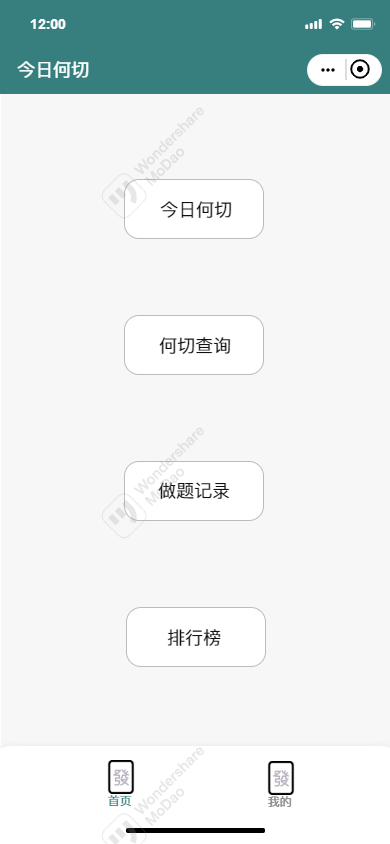 12:00
今日何切
Wondershare
MoDao
今日何切
何切查询
Wondershare
MoDao
做题记录
排行榜
Wondershare
MoDao
發
發
首页
我的